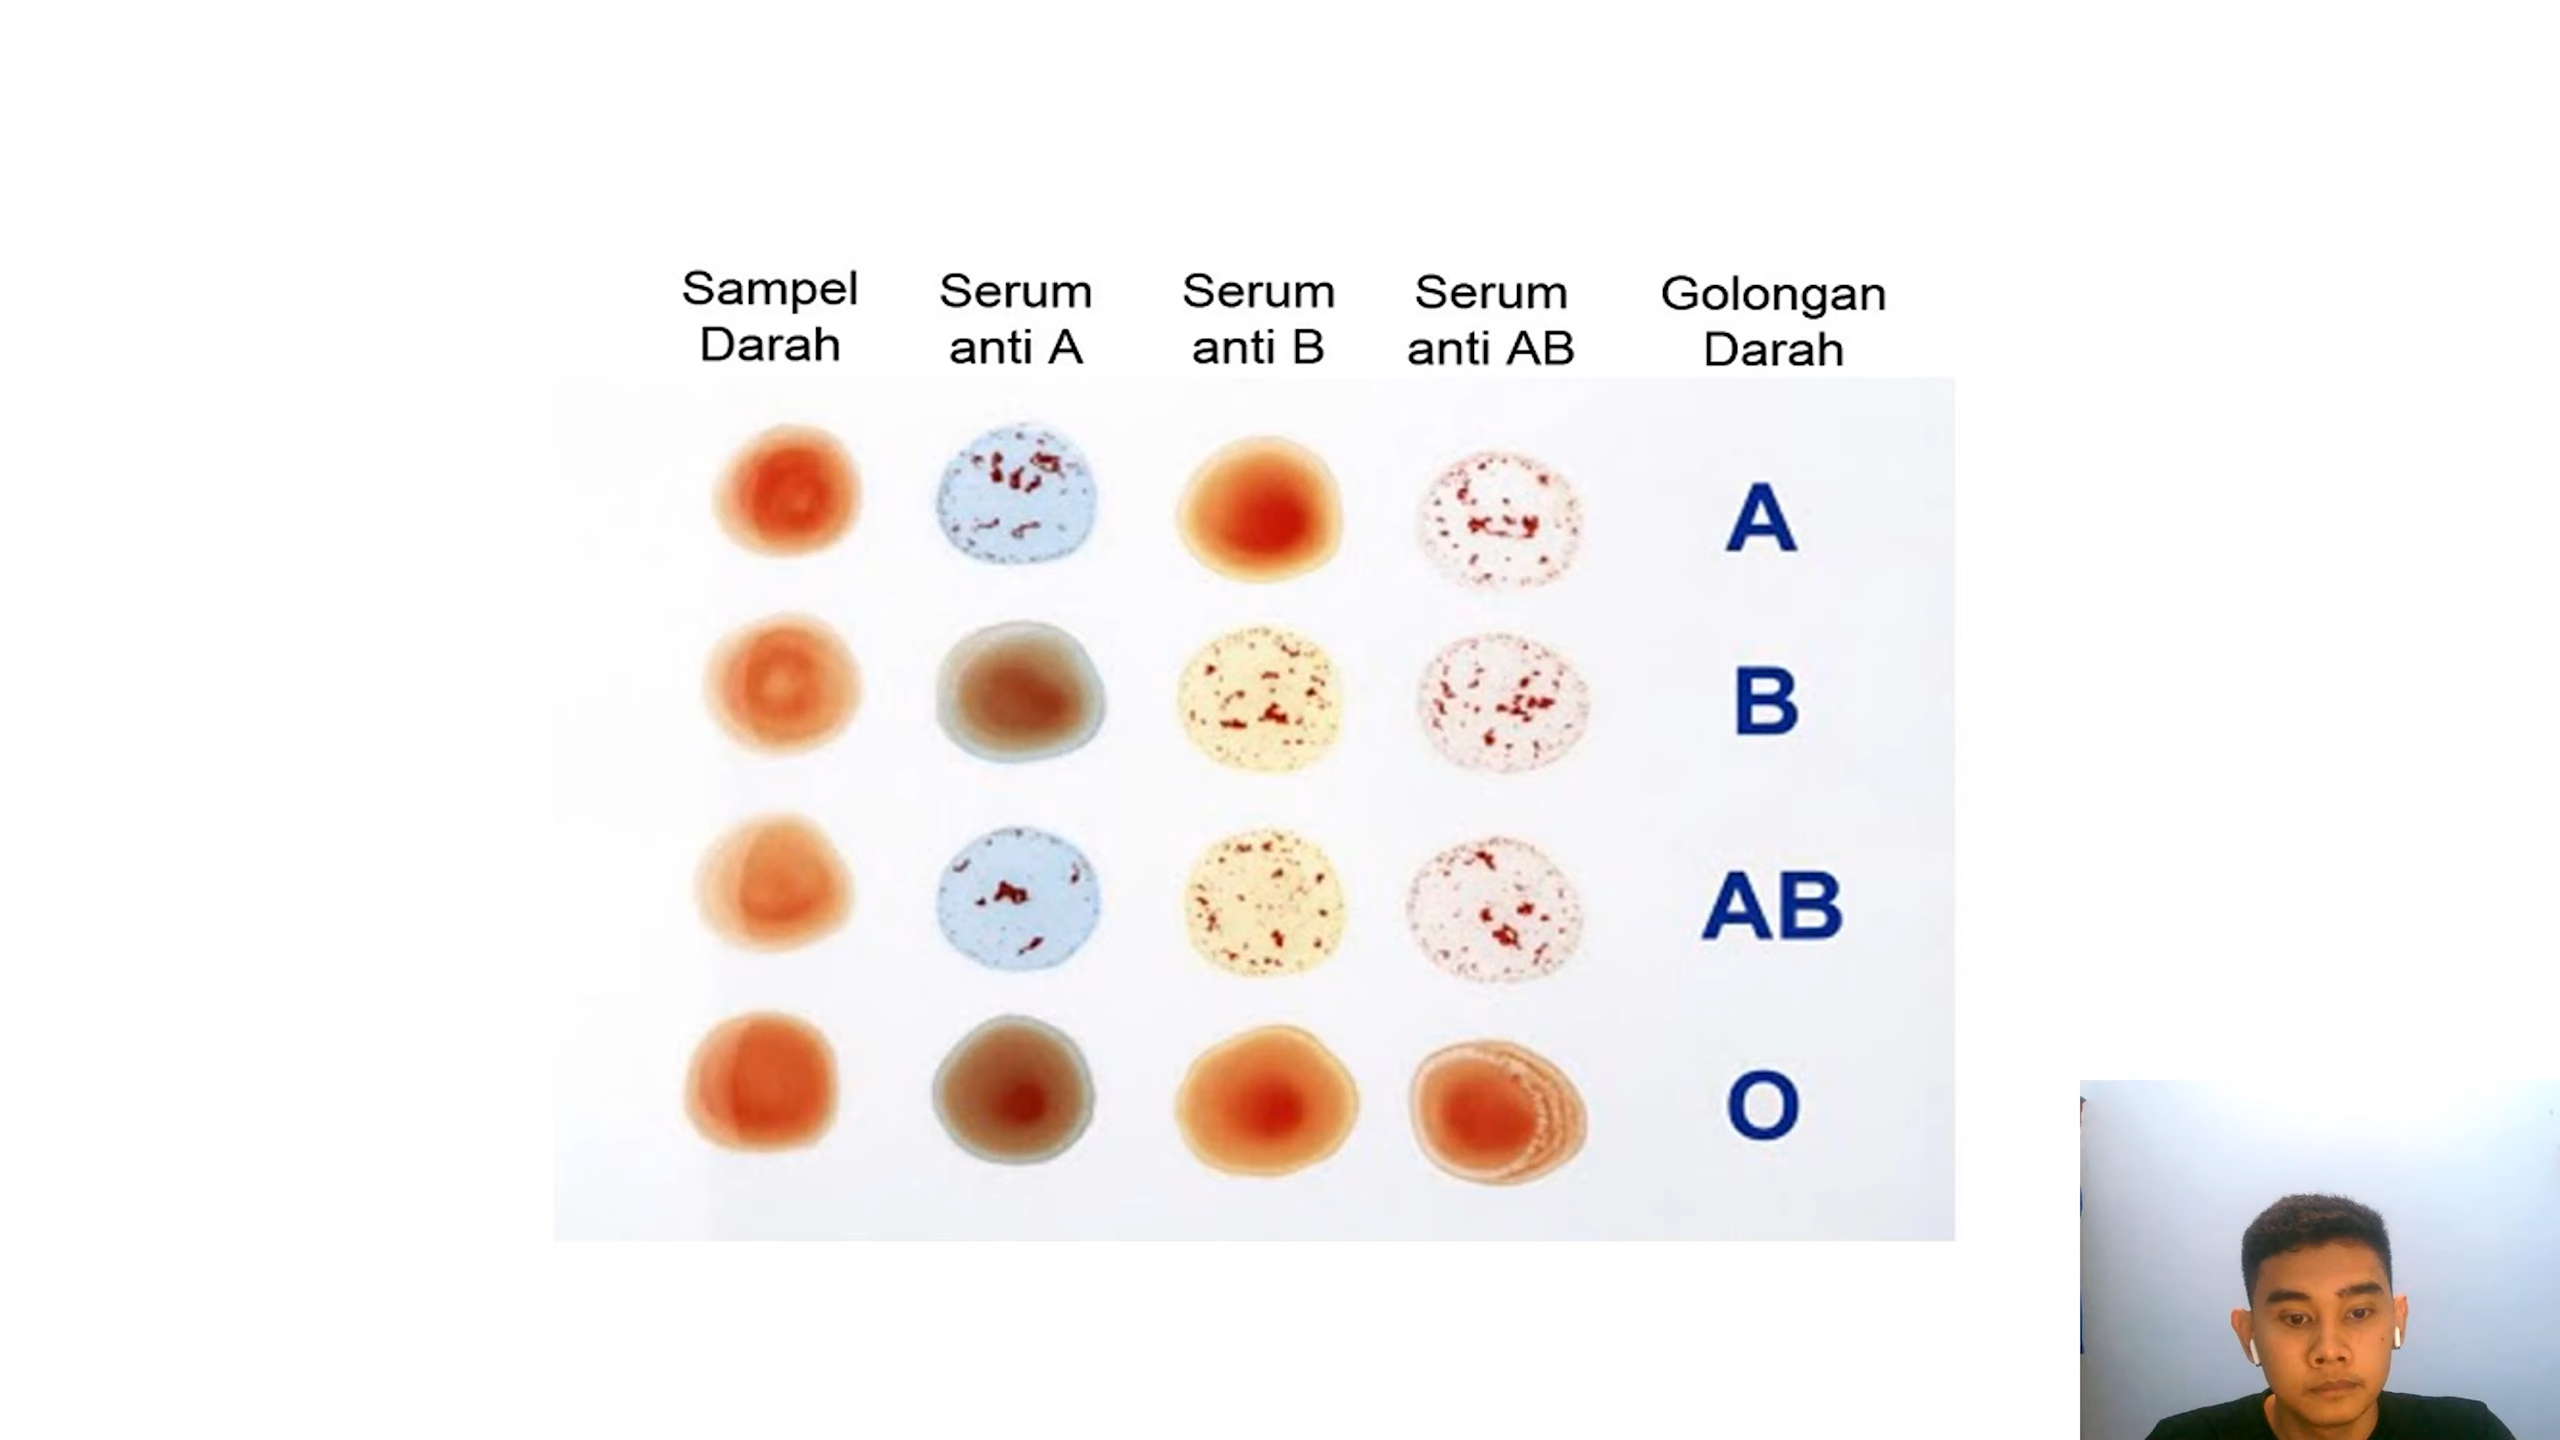 Sampel
Darah
Serum
anti A
Serum
anti B
Serum
anti AB
Golongan
Darah
A
B
AB
O